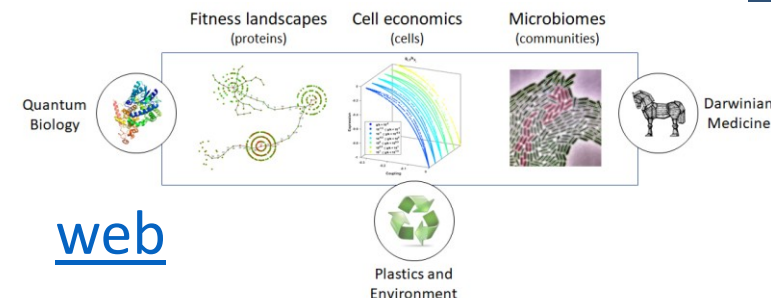 Fitness landscapes
(proteins)
Cell economics
(cells)
Microbiomes
(communities)
Quantum
Biology
Darwinian
Medicine
web
Plastics and
Environment